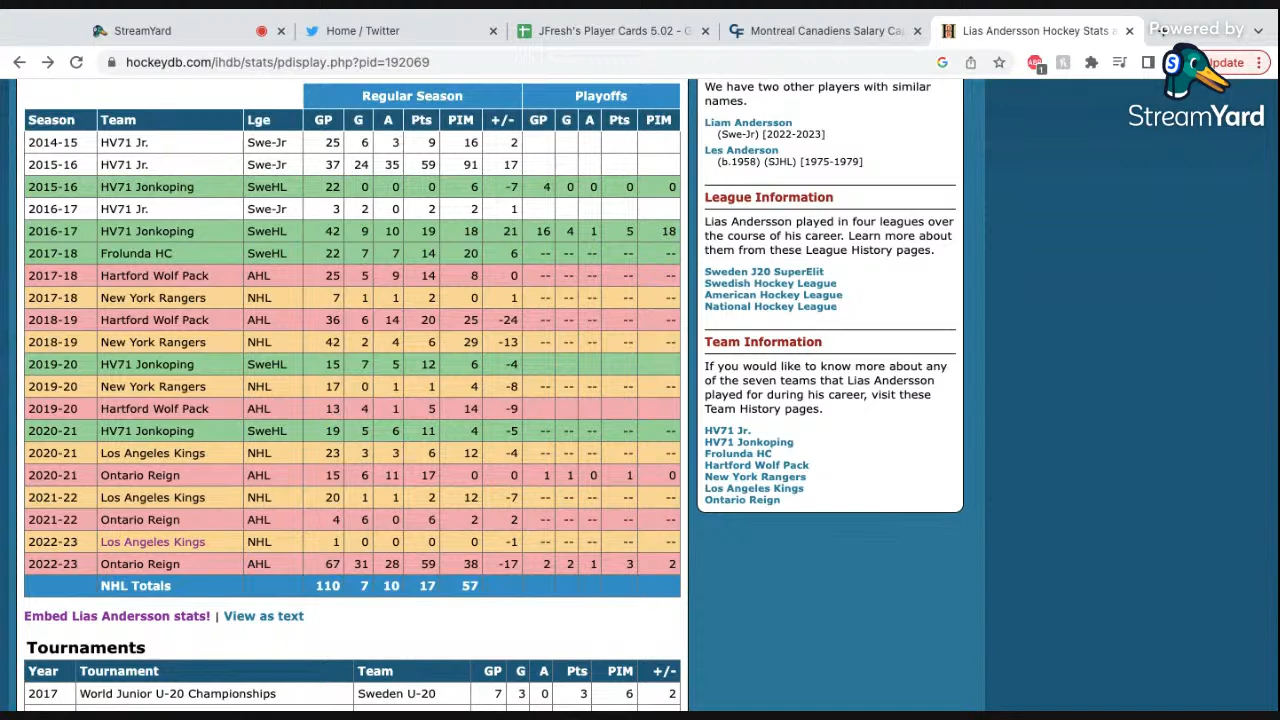 StreamYard
Home / Twitter
JFresh's Player Cards 5.02 - G
Montreal Canadiens Salary Ca
Lias Andersson Hockey Stats a
Powered by
hockeydb.com/ihdb/stats/pdisplay.php?pid=192069
ABP
1
S
Update
StreamYard
Regular Season Playoffs
Season Team Lge GP G A Pts PIM +/- GP G A Pts PIM
2014-15 HV71 Jr. Swe-Jr 25 6 3 9 16 2
2015-16 HV71 Jr. Swe-Jr 37 24 35 59 91 17
2015-16 HV71 Jonkoping SweHL 22 0 0 0 6 -7 4 0 0 0 0
2016-17 HV71 Jr. Swe-Jr 3 2 0 2 2 1
2016-17 HV71 Jonkoping SweHL 42 9 10 19 18 21 16 4 1 5 18
2017-18 Frolunda HC SweHL 22 7 7 14 20 6 -- -- -- -- --
2017-18 Hartford Wolf Pack AHL 25 5 9 14 8 0 -- -- -- -- --
2017-18 New York Rangers NHL 7 1 1 2 0 1 -- -- -- -- --
2018-19 Hartford Wolf Pack AHL 36 6 14 20 25 -24 -- -- -- -- --
2018-19 New York Rangers NHL 42 2 4 6 29 -13 -- -- -- -- --
2019-20 HV71 Jonkoping SweHL 15 7 5 12 6 -4
2019-20 New York Rangers NHL 17 0 1 1 4 -8 -- -- -- -- --
2019-20 Hartford Wolf Pack AHL 13 4 1 5 14 -9
2020-21 HV71 Jonkoping SweHL 19 5 6 11 4 -5 -- -- -- -- --
2020-21 Los Angeles Kings NHL 23 3 3 6 12 -4 -- -- -- -- --
2020-21 Ontario Reign AHL 15 6 11 17 0 0 1 1 0 1 0
2021-22 Los Angeles Kings NHL 20 1 1 2 12 -7 -- -- -- -- --
2021-22 Ontario Reign AHL 4 6 0 6 2 2 -- -- -- -- --
2022-23 Los Angeles Kings NHL 1 0 0 0 0 -1 -- -- -- -- --
2022-23 Ontario Reign AHL 67 31 28 59 38 -17 2 2 1 3 2
NHL Totals 110 7 10 17 57
Embed Lias Andersson stats! | View as text
Tournaments
Year Tournament Team GP G A Pts PIM +/-
2017 World Junior U-20 Championships Sweden U-20 7 3 0 3 6 2
We have two other players with similar
names.
Liam Andersson
(Swe-Jr) [2022-2023]
Les Anderson
(b.1958) (SJHL) [1975-1979]
League Information
Lias Andersson played in four leagues over
the course of his career. Learn more about
them from these League History pages.
Sweden J20 SuperElit
Swedish Hockey League
American Hockey League
National Hockey League
Team Information
If you would like to know more about any
of the seven teams that Lias Andersson
played for during his career, visit these
Team History pages.
HV71 Jr.
HV71 Jonkoping
Frolunda HC
Hartford Wolf Pack
New York Rangers
Los Angeles Kings
Ontario Reign